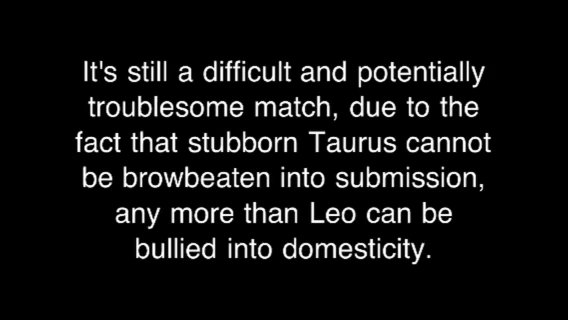 It's still a difficult and potentially
troublesome match, due to the
fact that stubborn Taurus cannot
be browbeaten into submission,
any more than Leo can be
bullied into domesticity.